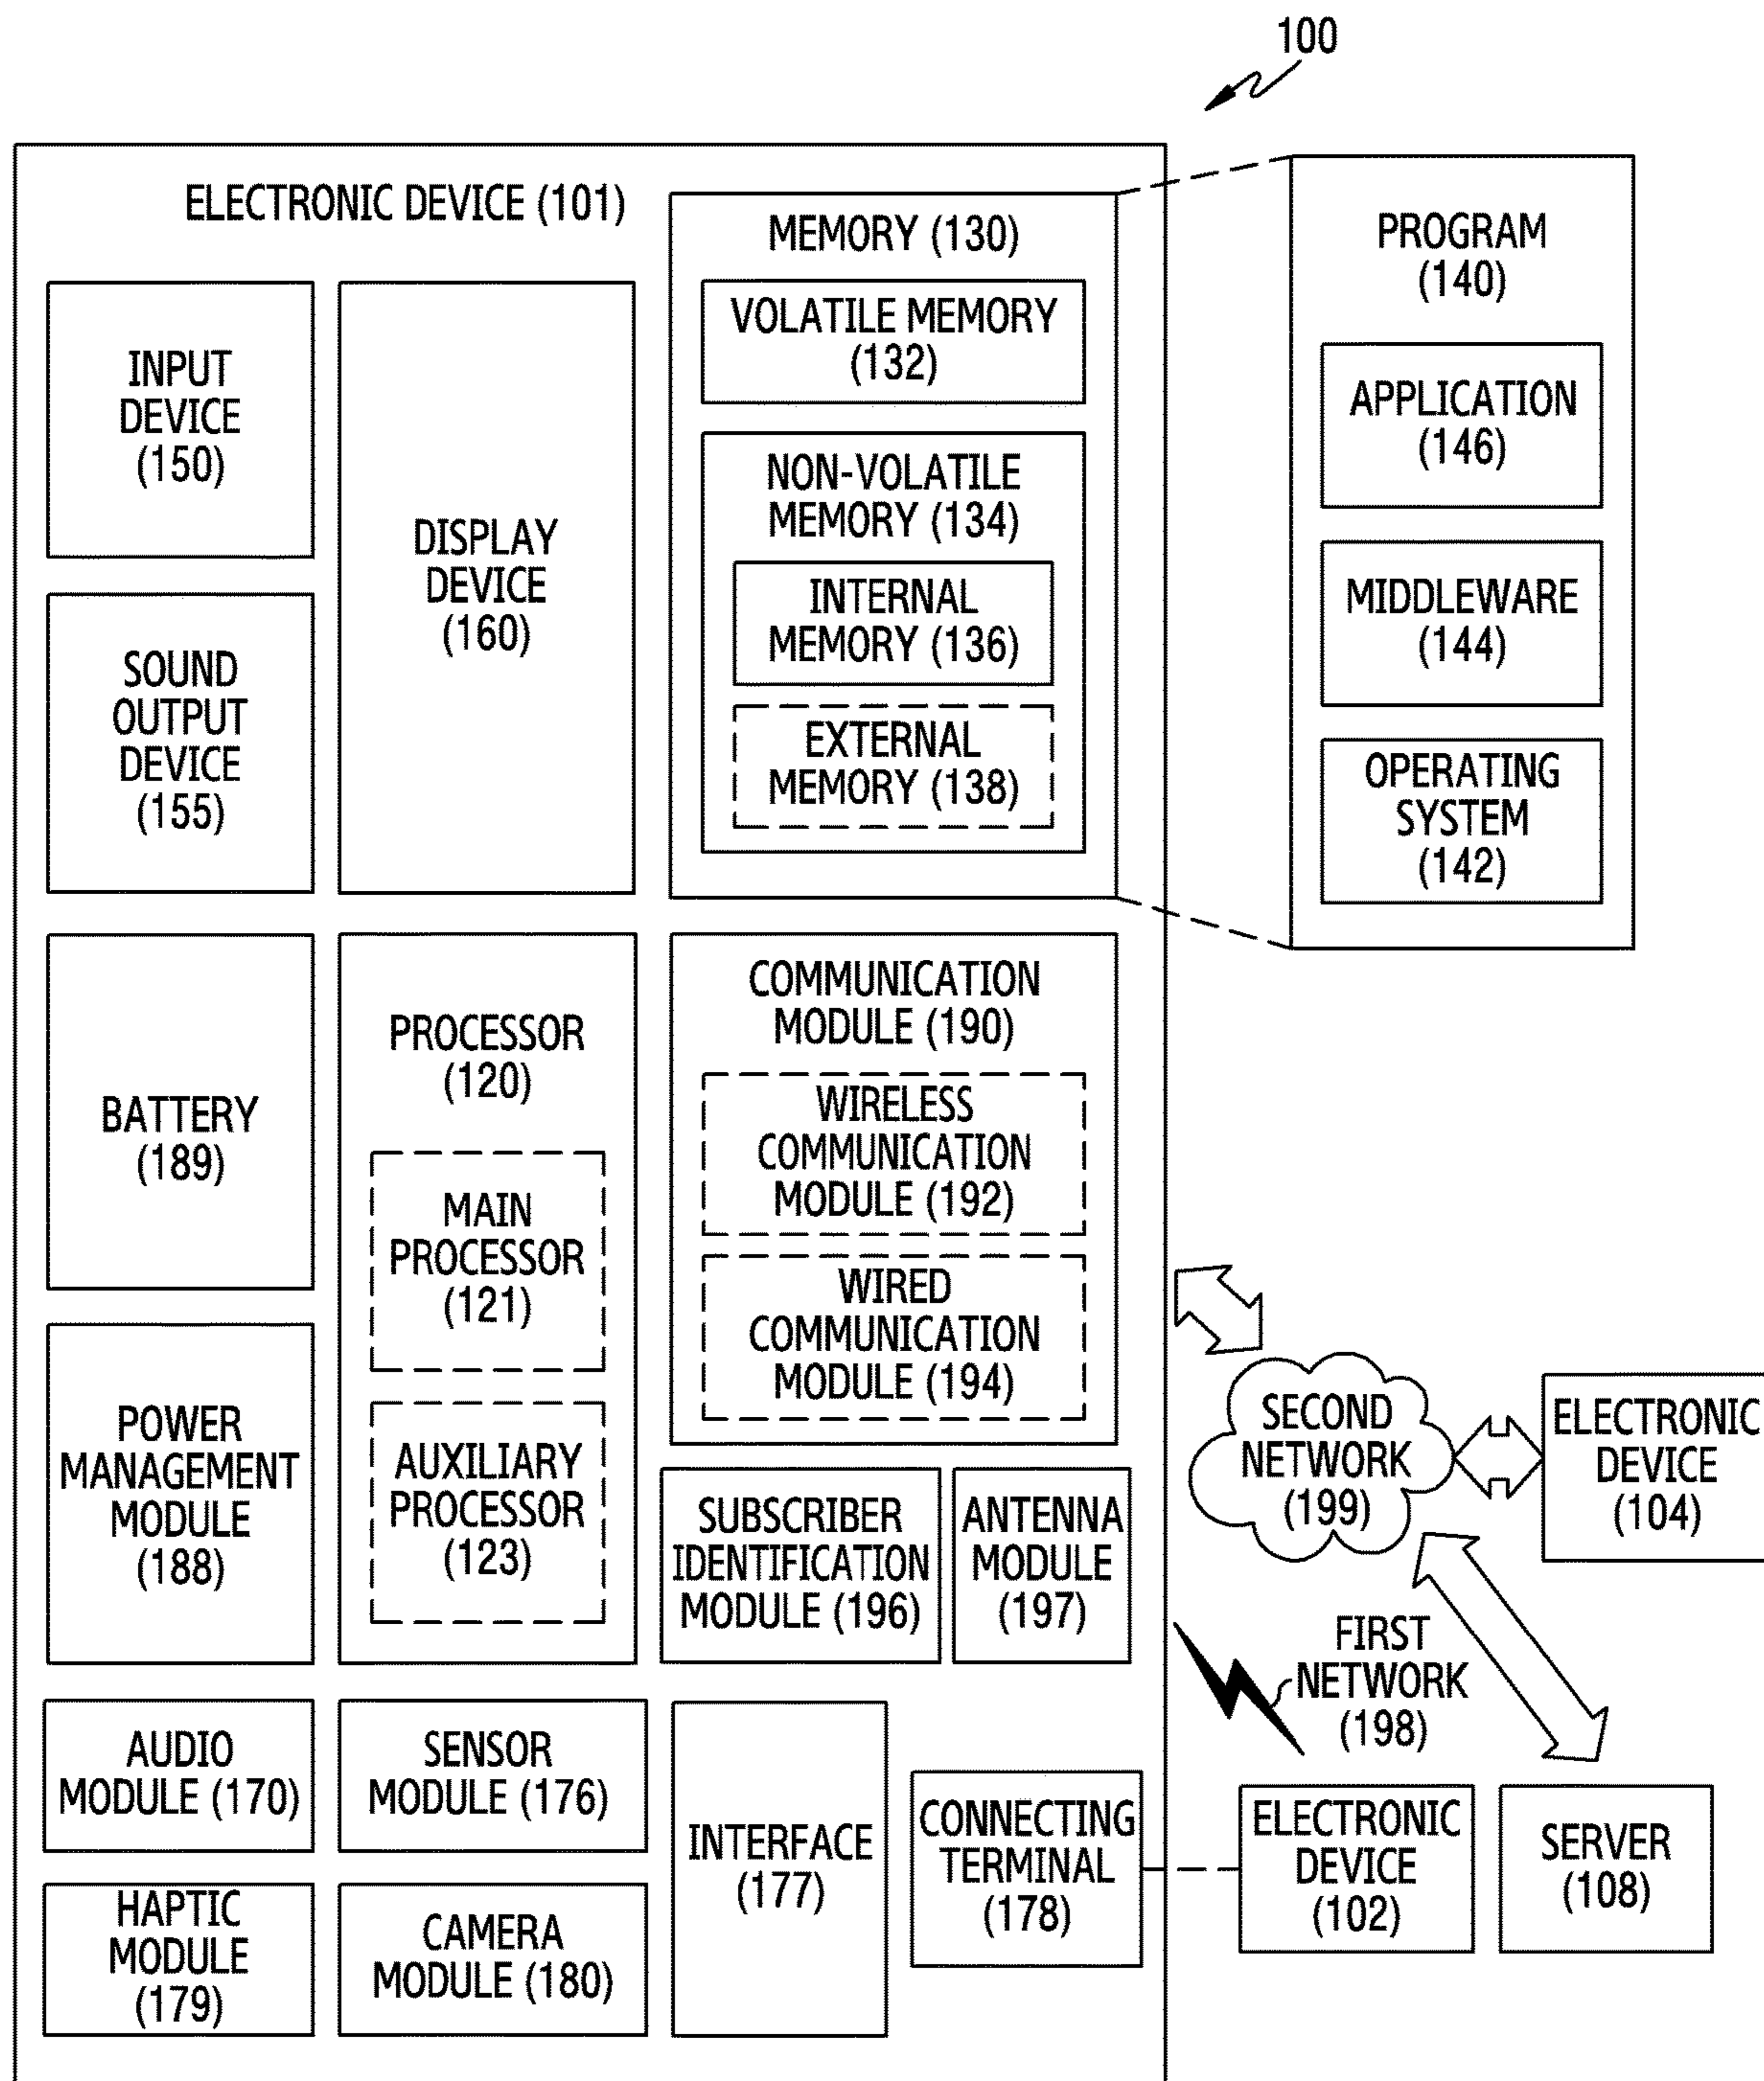 100
ELECTRONIC DEVICE (101)
INPUT
DEVICE
(150)
SOUND
OUTPUT
DEVICE
(155)
DISPLAY
DEVICE
(160)
MEMORY (130)
VOLATILE MEMORY
(132)
NON-VOLATILE
MEMORY (134)
INTERNAL
MEMORY (136)
EXTERNAL
MEMORY (138)
PROGRAM
(140)
APPLICATION
(146)
MIDDLEWARE
(144)
OPERATING
SYSTEM
(142)
BATTERY
(189)
POWER
MANAGEMENT
MODULE
(188)
PROCESSOR
(120)
MAIN
PROCESSOR
(121)
AUXILIARY
PROCESSOR
(123)
COMMUNICATION
MODULE (190)
WIRELESS
COMMUNICATION
MODULE (192)
WIRED
COMMUNICATION
MODULE (194)
SUBSCRIBER
IDENTIFICATION
MODULE (196)
ANTENNA
MODULE
(197)
SECOND
NETWORK
(199)
ELECTRONIC
DEVICE
(104)
FIRST
NETWORK
(198)
AUDIO
MODULE (170)
SENSOR
MODULE (176)
INTERFACE
(177)
CONNECTING
TERMINAL
(178)
ELECTRONIC
DEVICE
(102)
SERVER
(108)
HAPTIC
MODULE
(179)
CAMERA
MODULE (180)